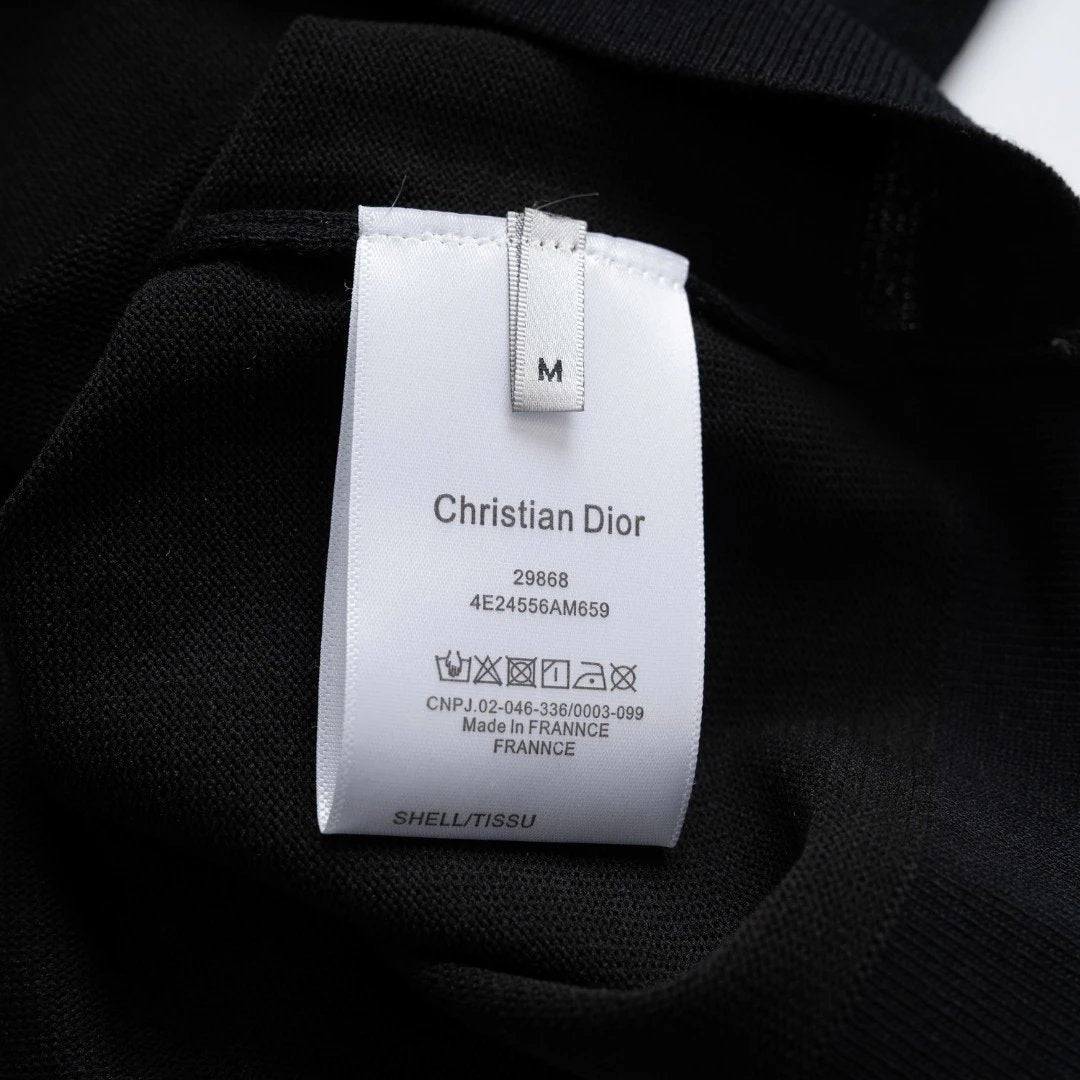 M
Christian Dior
29868
4E24556AM659
CNPJ.02-046-336/0003-099
Made In FRANNCE
FRANNCE
SHELL/TISSU